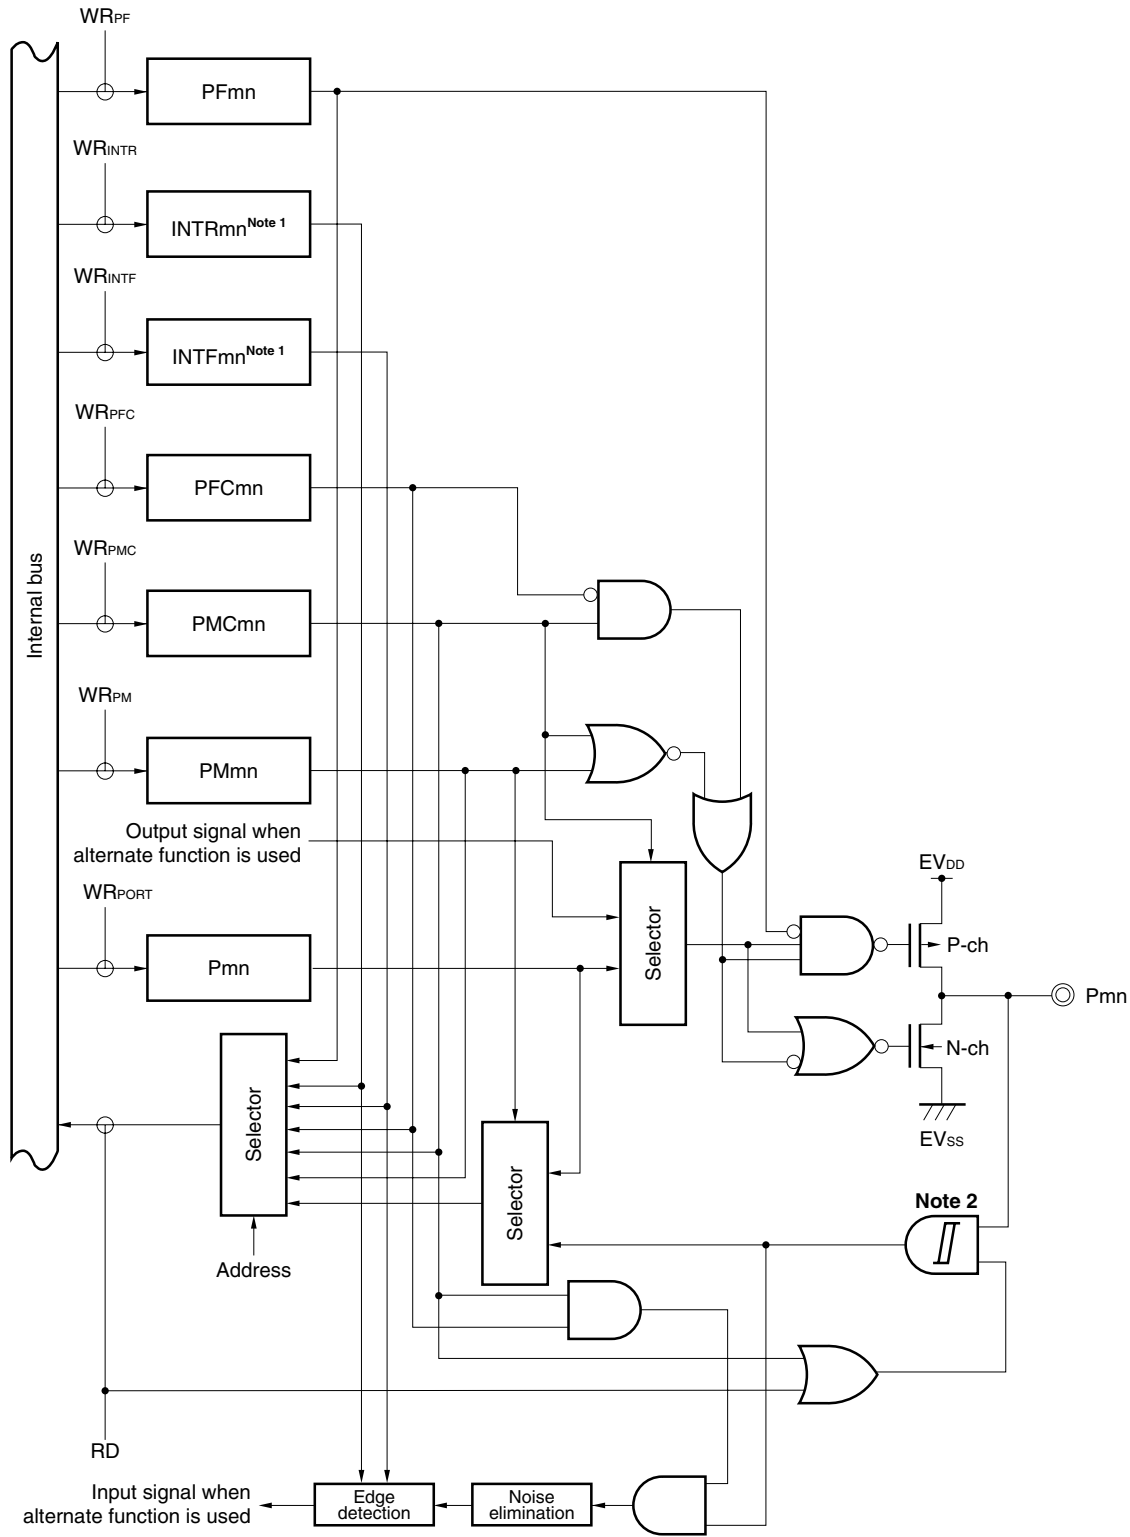 WRPF
PFmn
WRINTR
INTRmnNote 1
WRINTF
INTFmnNote 1
WRPFC
PFCmn
WRPMC
Internal bus
PMCmn
WRPM
PMmn
Output signal when
alternate function is used
WRPORT
Pmn
Selector
EVDD
P-ch
Pmn
N-ch
EVSS
Selector
Selector
Note 2
Address
RD
Input signal when
alternate function is used
Edge
detection
Noise
elimination